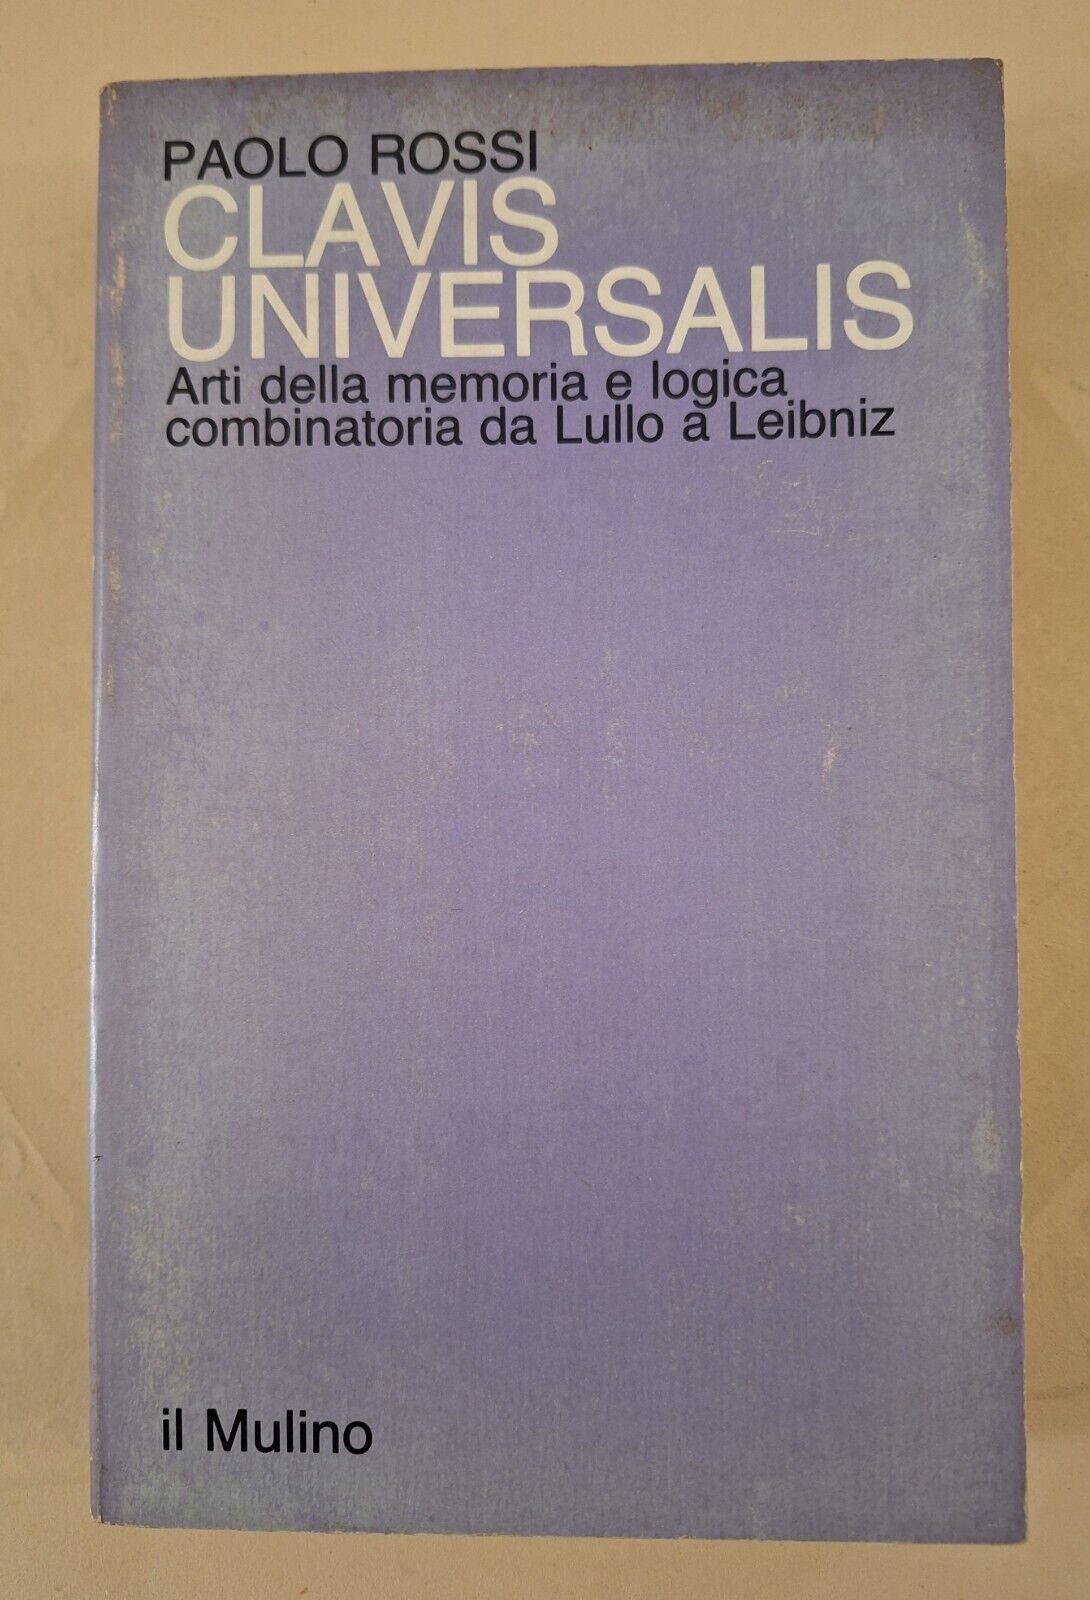 PAOLO ROSSI
CLAVIS
UNIVERSALIS
Arti della memoria e logica
combinatoria da Lullo a Leibniz
il Mulino